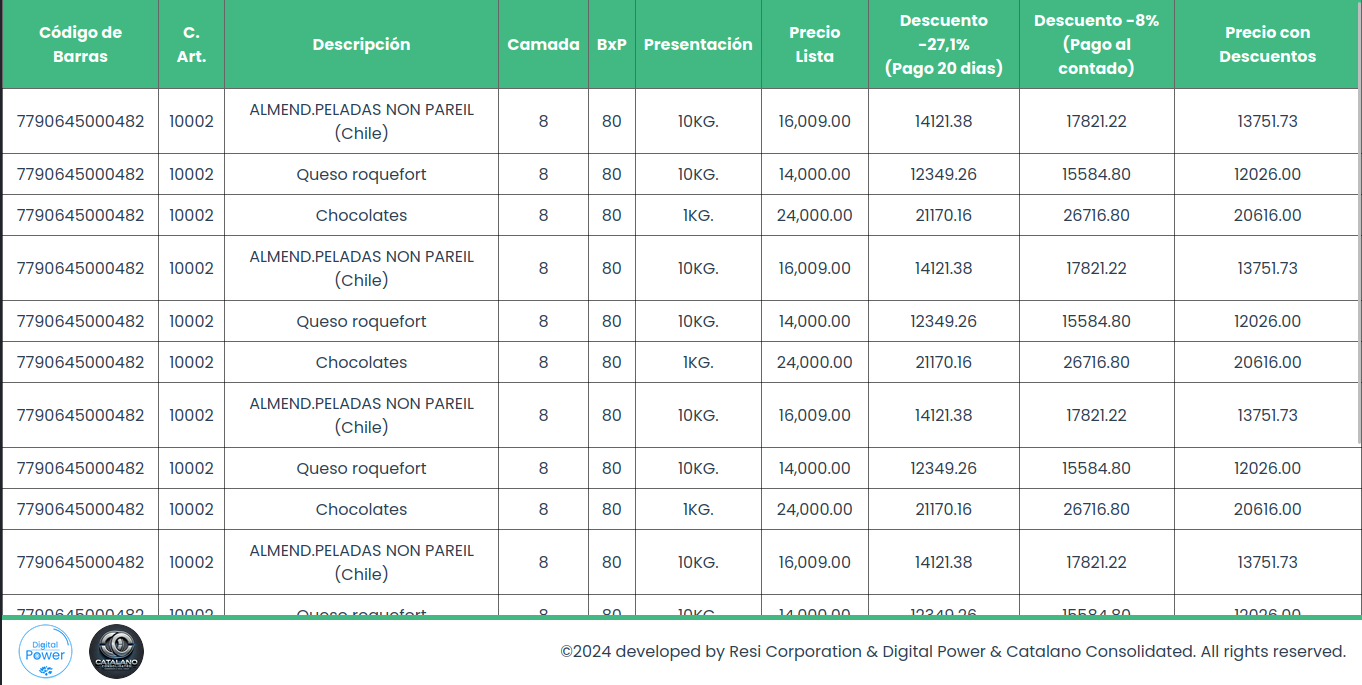 Código de Barras C. Art. Descripción Camada BxP Presentación Precio Lista Descuento -27,1% (Pago 20 dias) Descuento -8% (Pago al contado) Precio con Descuentos
7790645000482 10002 ALMEND.PELADAS NON PAREIL (Chile) 8 80 10KG. 16,009.00 14121.38 17821.22 13751.73
7790645000482 10002 Queso roquefort 8 80 10KG. 14,000.00 12349.26 15584.80 12026.00
7790645000482 10002 Chocolates 8 80 1KG. 24,000.00 21170.16 26716.80 20616.00
7790645000482 10002 ALMEND.PELADAS NON PAREIL (Chile) 8 80 10KG. 16,009.00 14121.38 17821.22 13751.73
7790645000482 10002 Queso roquefort 8 80 10KG. 14,000.00 12349.26 15584.80 12026.00
7790645000482 10002 Chocolates 8 80 1KG. 24,000.00 21170.16 26716.80 20616.00
7790645000482 10002 ALMEND.PELADAS NON PAREIL (Chile) 8 80 10KG. 16,009.00 14121.38 17821.22 13751.73
7790645000482 10002 Queso roquefort 8 80 10KG. 14,000.00 12349.26 15584.80 12026.00
7790645000482 10002 Chocolates 8 80 1KG. 24,000.00 21170.16 26716.80 20616.00
7790645000482 10002 ALMEND.PELADAS NON PAREIL (Chile) 8 80 10KG. 16,009.00 14121.38 17821.22 13751.73
7790645000482 10002 Queso roquefort 8 80 10KG. 14,000.00 12349.26 15584.80 12026.00
Digital
Power
CATALANO
©2024 developed by Resi Corporation & Digital Power & Catalano Consolidated. All rights reserved.